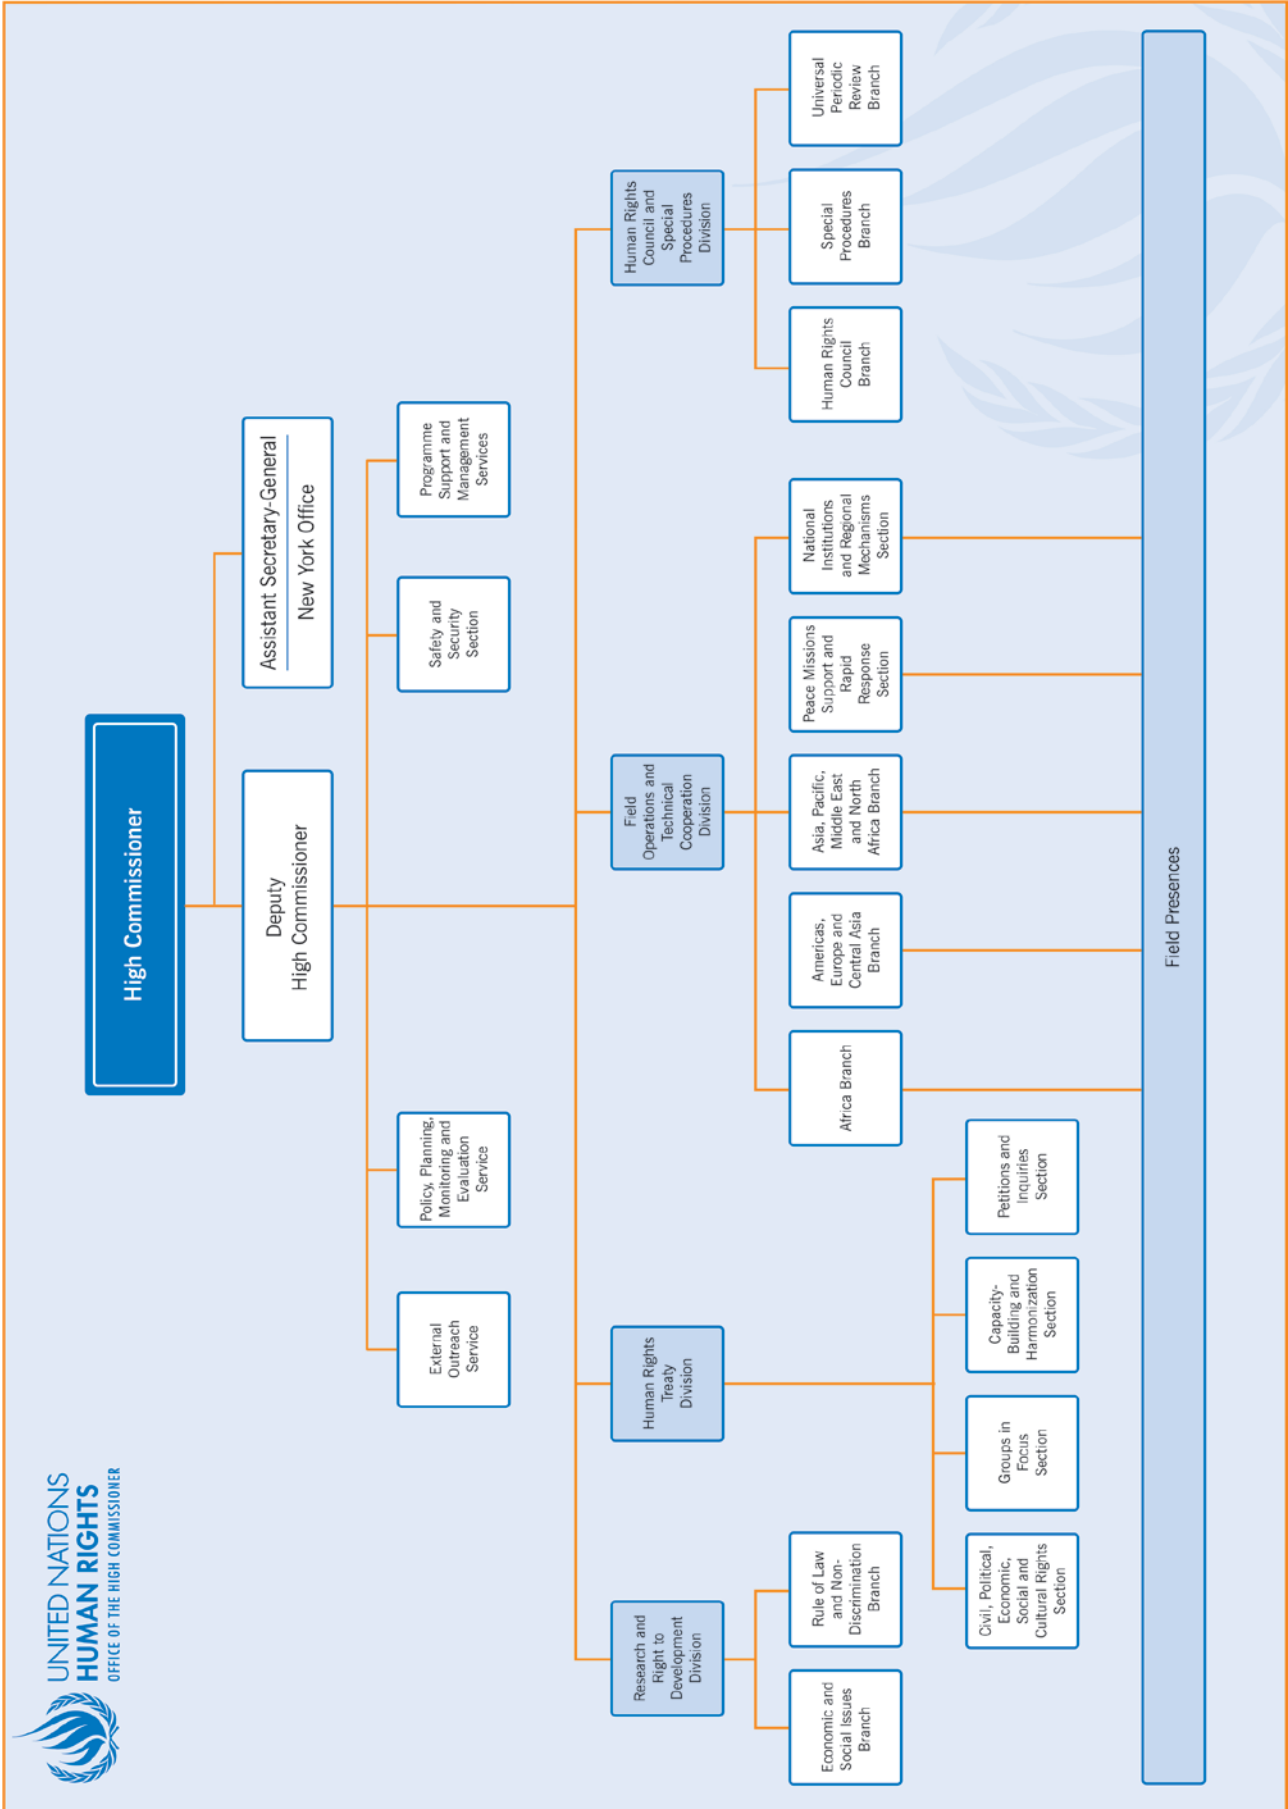 UNITED NATIONS
HUMAN RIGHTS
OFFICE OF THE HIGH COMMISSIONER
High Commissioner
Deputy
High Commissioner
Assistant Secretary-General
New York Office
External
Outreach
Service
Policy, Planning,
Monitoring and
Evaluation
Service
Safety and
Security
Section
Programme
Support and
Management
Services
Research and
Right to
Development
Division
Human Rights
Treaty
Division
Field
Operations and
Technical
Cooperation
Division
Human Rights
Council and
Special
Procedures
Division
Economic and
Social Issues
Branch
Rule of Law
and Non-
Discrimination
Branch
Africa Branch
Americas,
Europe and
Central Asia
Branch
Asia, Pacific,
Middle East
and North
Africa Branch
Peace Missions
Support and
Rapid
Response
Section
National
Institutions
and Regional
Mechanisms
Section
Human Rights
Council
Branch
Special
Procedures
Branch
Universal
Periodic
Review
Branch
Civil, Political,
Economic,
Social and
Cultural Rights
Section
Groups in
Focus
Section
Capacity-
Building and
Harmonization
Section
Petitions and
Inquiries
Section
Field Presences